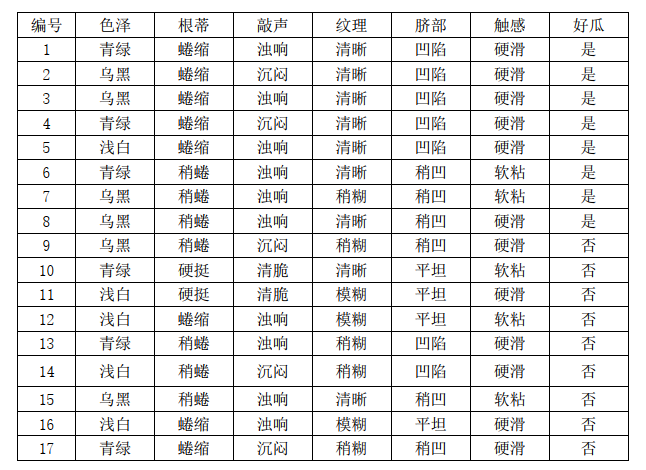 编号 色泽 根蒂 敲声 纹理 脐部 触感 好瓜
1 青绿 蜷缩 浊响 清晰 凹陷 硬滑 是
2 乌黑 蜷缩 沉闷 清晰 凹陷 硬滑 是
3 乌黑 蜷缩 浊响 清晰 凹陷 硬滑 是
4 青绿 蜷缩 沉闷 清晰 凹陷 硬滑 是
5 浅白 蜷缩 浊响 清晰 凹陷 硬滑 是
6 青绿 稍蜷 浊响 清晰 稍凹 软粘 是
7 乌黑 稍蜷 浊响 稍糊 稍凹 软粘 是
8 乌黑 稍蜷 浊响 清晰 稍凹 硬滑 是
9 乌黑 稍蜷 沉闷 稍糊 稍凹 硬滑 否
10 青绿 硬挺 清脆 清晰 平坦 软粘 否
11 浅白 硬挺 清脆 模糊 平坦 硬滑 否
12 浅白 蜷缩 浊响 模糊 平坦 软粘 否
13 青绿 稍蜷 浊响 稍糊 凹陷 硬滑 否
14 浅白 稍蜷 沉闷 稍糊 凹陷 硬滑 否
15 乌黑 稍蜷 浊响 清晰 稍凹 软粘 否
16 浅白 蜷缩 浊响 模糊 平坦 硬滑 否
17 青绿 蜷缩 沉闷 稍糊 稍凹 硬滑 否